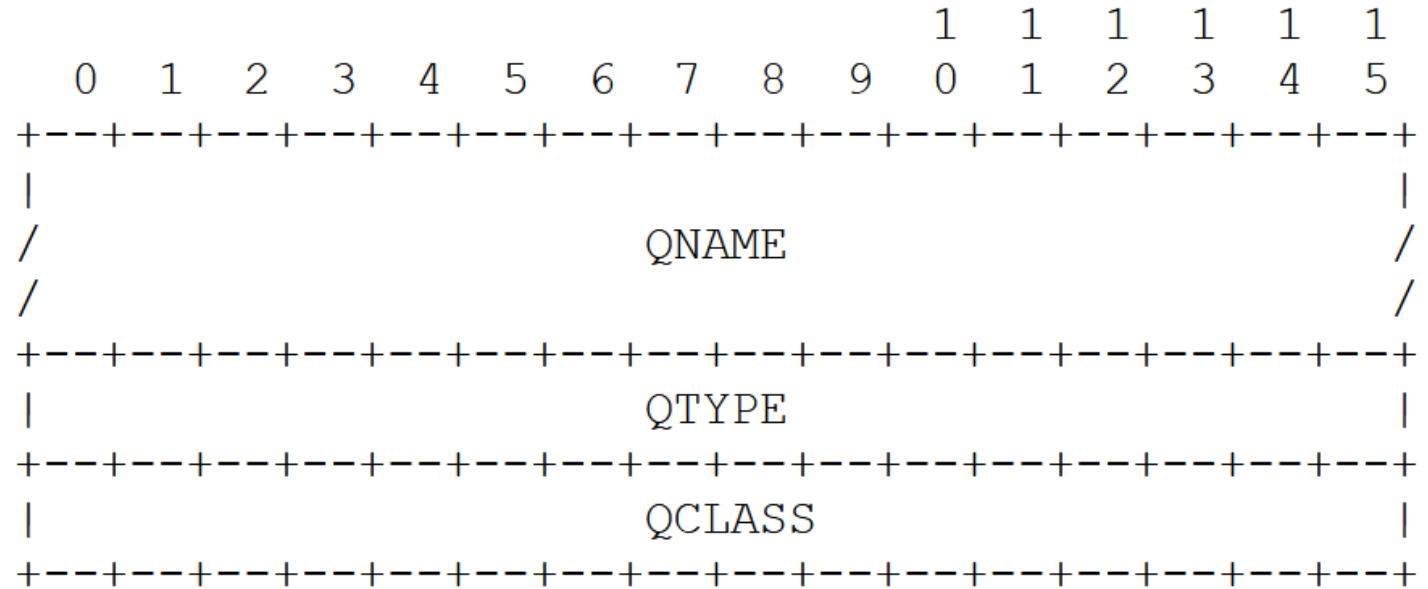 1  1  1  1  1  1
  0  1  2  3  4  5  6  7  8  9  0  1  2  3  4  5
+--+--+--+--+--+--+--+--+--+--+--+--+--+--+--+--+
|                                               |
/                     QNAME                     /
/                                               /
+--+--+--+--+--+--+--+--+--+--+--+--+--+--+--+--+
|                     QTYPE                     |
+--+--+--+--+--+--+--+--+--+--+--+--+--+--+--+--+
|                     QCLASS                    |
+--+--+--+--+--+--+--+--+--+--+--+--+--+--+--+--+